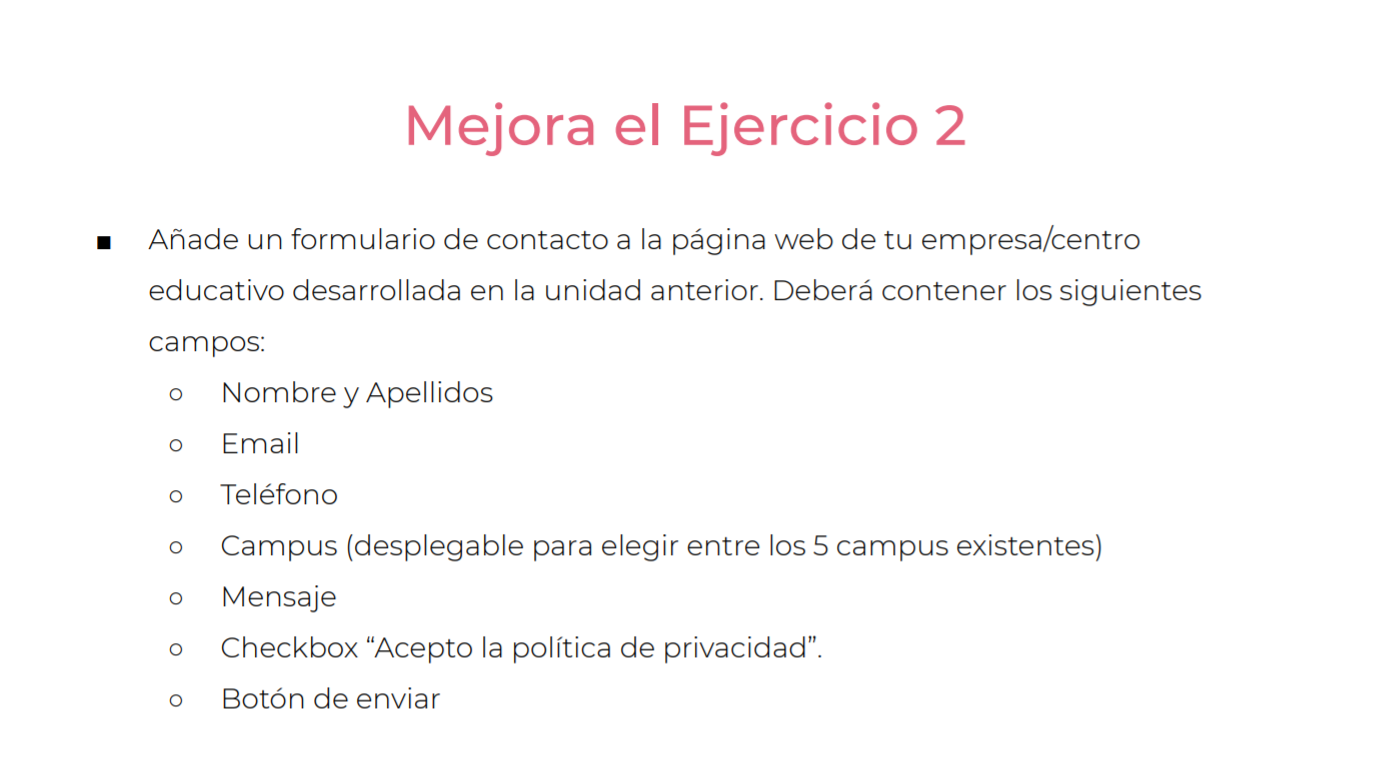 Mejora el Ejercicio 2
▪ Añade un formulario de contacto a la página web de tu empresa/centro
educativo desarrollada en la unidad anterior. Deberá contener los siguientes
campos:
○ Nombre y Apellidos
○ Email
○ Teléfono
○ Campus (desplegable para elegir entre los 5 campus existentes)
○ Mensaje
○ Checkbox “Acepto la política de privacidad”.
○ Botón de enviar